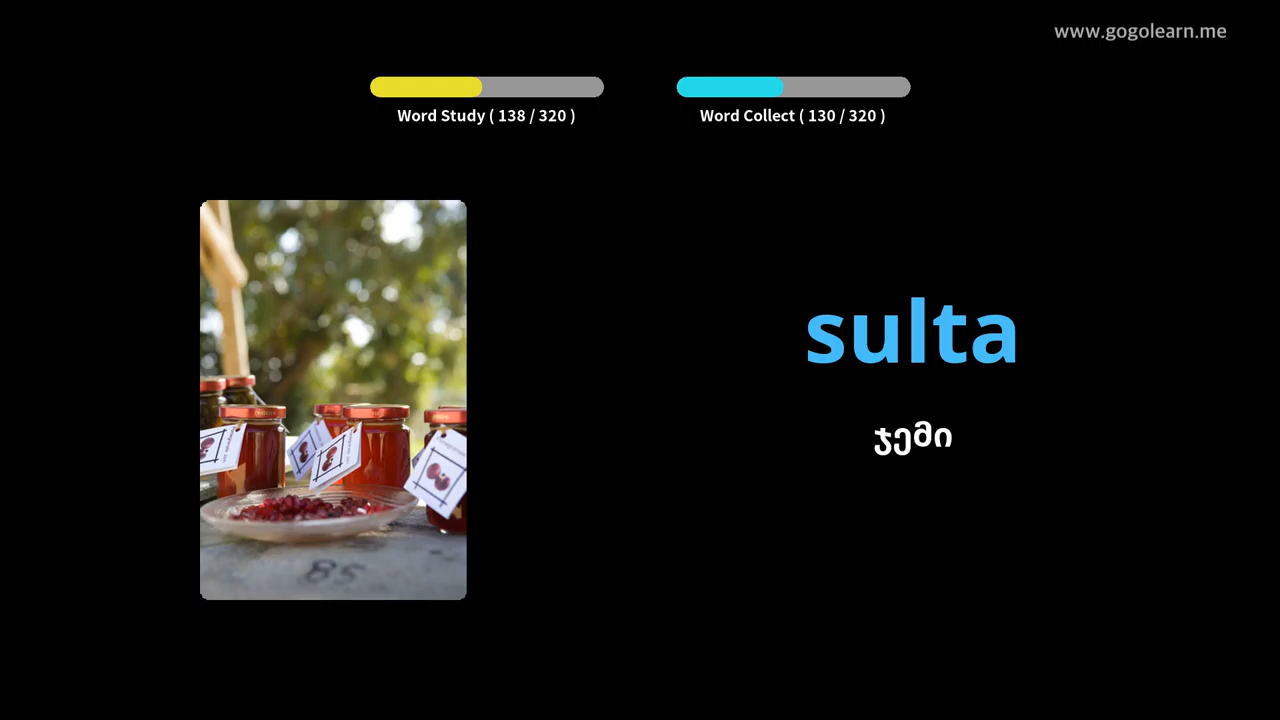 www.gogolearn.me
Word Study ( 138 / 320 )
Word Collect ( 130 / 320 )
sulta
ჯემი
85